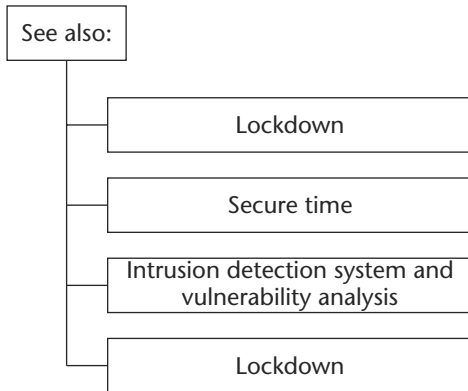 See also:
Lockdown
Secure time
Intrusion detection system and
vulnerability analysis
Lockdown